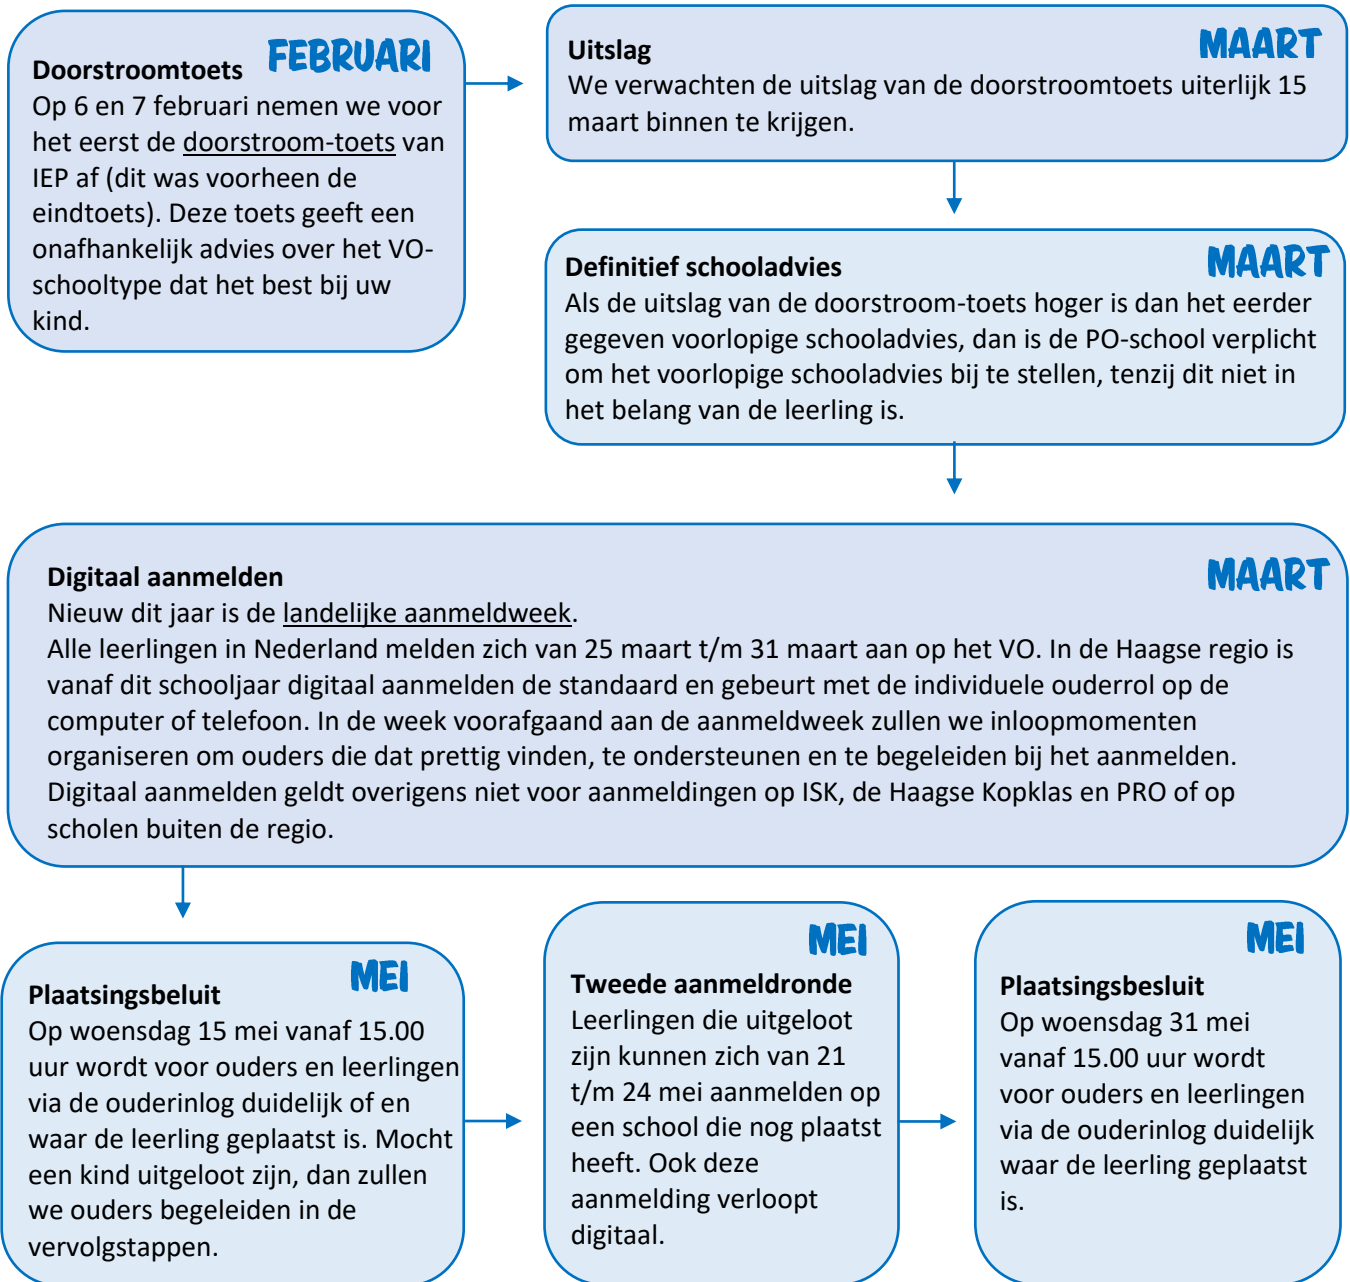 FEBRUARI
Doorstroomtoets
Op 6 en 7 februari nemen we voor
het eerst de doorstroom-toets van
IEP af (dit was voorheen de
eindtoets). Deze toets geeft een
onafhankelijk advies over het VO-
schooltype dat het best bij uw
kind.
MAART
Uitslag
We verwachten de uitslag van de doorstroomtoets uiterlijk 15
maart binnen te krijgen.
MAART
Definitief schooladvies
Als de uitslag van de doorstroom-toets hoger is dan het eerder
gegeven voorlopige schooladvies, dan is de PO-school verplicht
om het voorlopige schooladvies bij te stellen, tenzij dit niet in
het belang van de leerling is.
MAART
Digitaal aanmelden
Nieuw dit jaar is de landelijke aanmeldweek.
Alle leerlingen in Nederland melden zich van 25 maart t/m 31 maart aan op het VO. In de Haagse regio is
vanaf dit schooljaar digitaal aanmelden de standaard en gebeurt met de individuele ouderrol op de
computer of telefoon. In de week voorafgaand aan de aanmeldweek zullen we inloopmomenten
organiseren om ouders die dat prettig vinden, te ondersteunen en te begeleiden bij het aanmelden.
Digitaal aanmelden geldt overigens niet voor aanmeldingen op ISK, de Haagse Kopklas en PRO of op
scholen buiten de regio.
MEI
Plaatsingsbeluit
Op woensdag 15 mei vanaf 15.00
uur wordt voor ouders en leerlingen
via de ouderinlog duidelijk of en
waar de leerling geplaatst is. Mocht
een kind uitgeloot zijn, dan zullen
we ouders begeleiden in de
vervolgstappen.
MEI
Tweede aanmeldronde
Leerlingen die uitgeloot
zijn kunnen zich van 21
t/m 24 mei aanmelden op
een school die nog plaatst
heeft. Ook deze
aanmelding verloopt
digitaal.
MEI
Plaatsingsbesluit
Op woensdag 31 mei
vanaf 15.00 uur wordt
voor ouders en leerlingen
via de ouderinlog duidelijk
waar de leerling geplaatst
is.